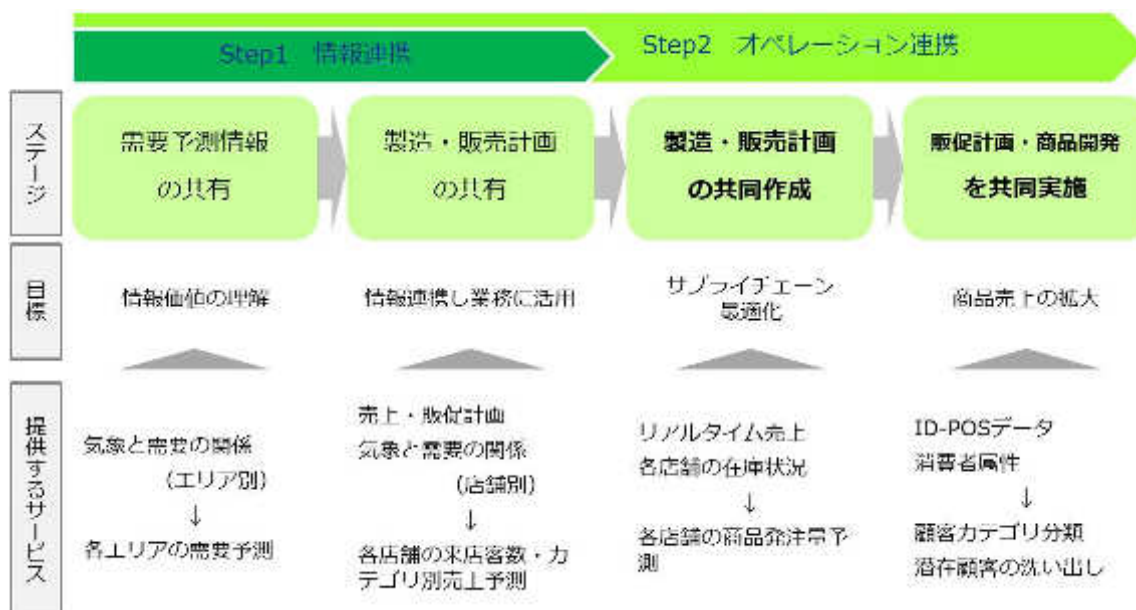 Step1 情報連携
Step2 オペレーション連携
ステージ
需要予測情報
の共有
製造・販売計画
の共有
製造・販売計画
の共同作成
販促計画・商品開発
を共同実施
目標
情報価値の理解
情報連携し業務に活用
サプライチェーン
最適化
商品売上の拡大
提供するサービス
気象と需要の関係
(エリア別)
↓
各エリアの需要予測
売上・販促計画
気象と需要の関係
(店舗別)
↓
各店舗の来店客数・カ
テゴリ別売上予測
リアルタイム売上
各店舗の在庫状況
↓
各店舗の商品発注量予
測
ID-POSデータ
消費者属性
↓
顧客カテゴリ分類
潜在顧客の洗い出し